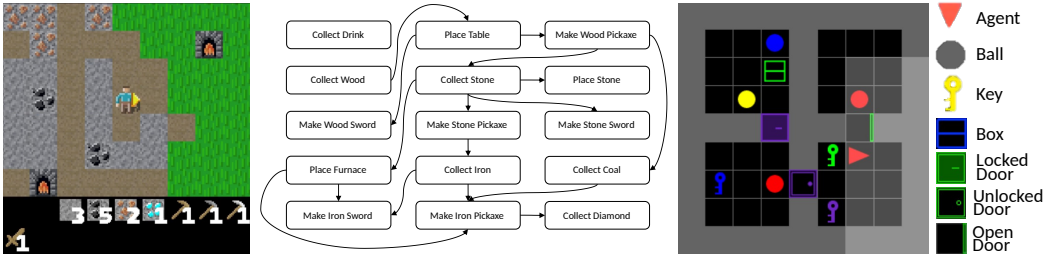 3 5 2 1 1 1 1
1
Collect Drink
Place Table
Make Wood Pickaxe
Collect Wood
Collect Stone
Place Stone
Make Wood Sword
Make Stone Pickaxe
Make Stone Sword
Place Furnace
Collect Iron
Collect Coal
Make Iron Sword
Make Iron Pickaxe
Collect Diamond
Agent
Ball
Key
Box
Locked
Door
Unlocked
Door
Open
Door